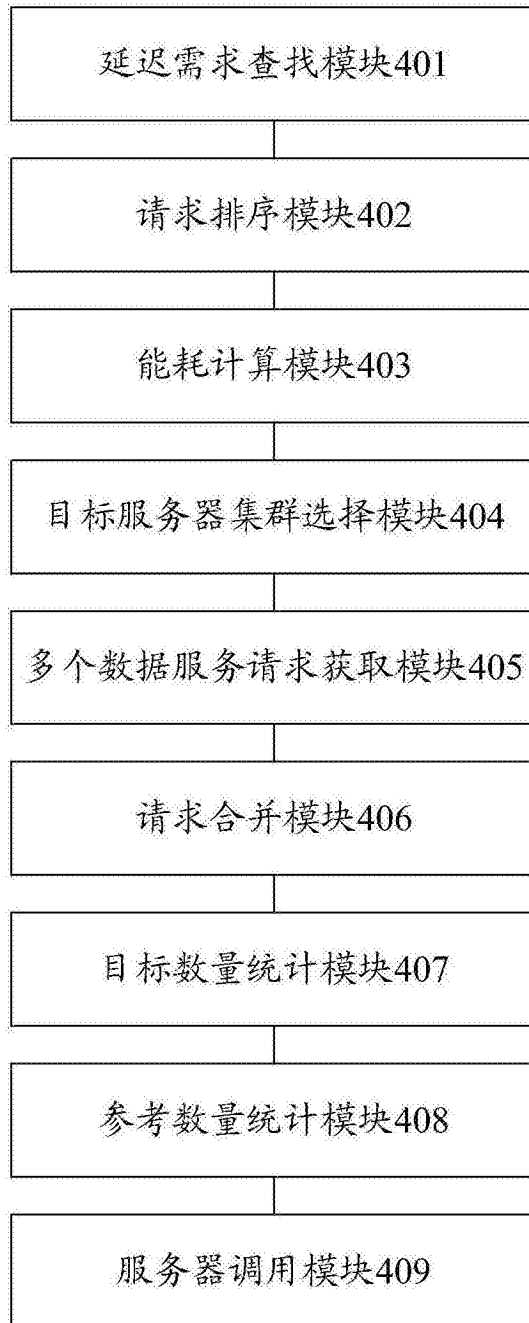 延迟需求查找模块401
请求排序模块402
能耗计算模块403
目标服务器集群选择模块404
多个数据服务请求获取模块405
请求合并模块406
目标数量统计模块407
参考数量统计模块408
服务器调用模块409